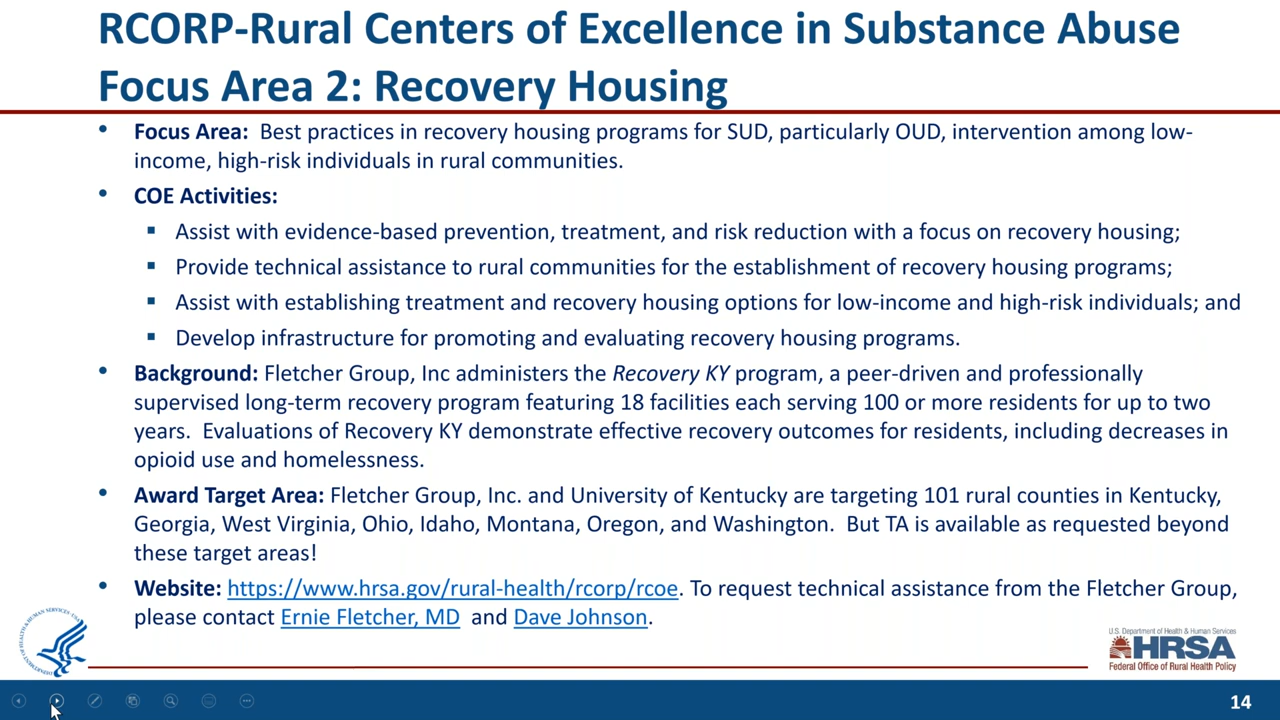 RCORP-Rural Centers of Excellence in Substance Abuse
Focus Area 2: Recovery Housing
• Focus Area: Best practices in recovery housing programs for SUD, particularly OUD, intervention among low-
income, high-risk individuals in rural communities.
• COE Activities:
▪ Assist with evidence-based prevention, treatment, and risk reduction with a focus on recovery housing;
▪ Provide technical assistance to rural communities for the establishment of recovery housing programs;
▪ Assist with establishing treatment and recovery housing options for low-income and high-risk individuals; and
▪ Develop infrastructure for promoting and evaluating recovery housing programs.
• Background: Fletcher Group, Inc administers the Recovery KY program, a peer-driven and professionally
supervised long-term recovery program featuring 18 facilities each serving 100 or more residents for up to two
years. Evaluations of Recovery KY demonstrate effective recovery outcomes for residents, including decreases in
opioid use and homelessness.
• Award Target Area: Fletcher Group, Inc. and University of Kentucky are targeting 101 rural counties in Kentucky,
Georgia, West Virginia, Ohio, Idaho, Montana, Oregon, and Washington. But TA is available as requested beyond
these target areas!
• Website: https://www.hrsa.gov/rural-health/rcorp/rcoe. To request technical assistance from the Fletcher Group,
please contact Ernie Fletcher, MD and Dave Johnson.
DEPARTMENT OF HEALTH & HUMAN SERVICES · USA
U.S. Department of Health & Human Services
HRSA
Federal Office of Rural Health Policy
14